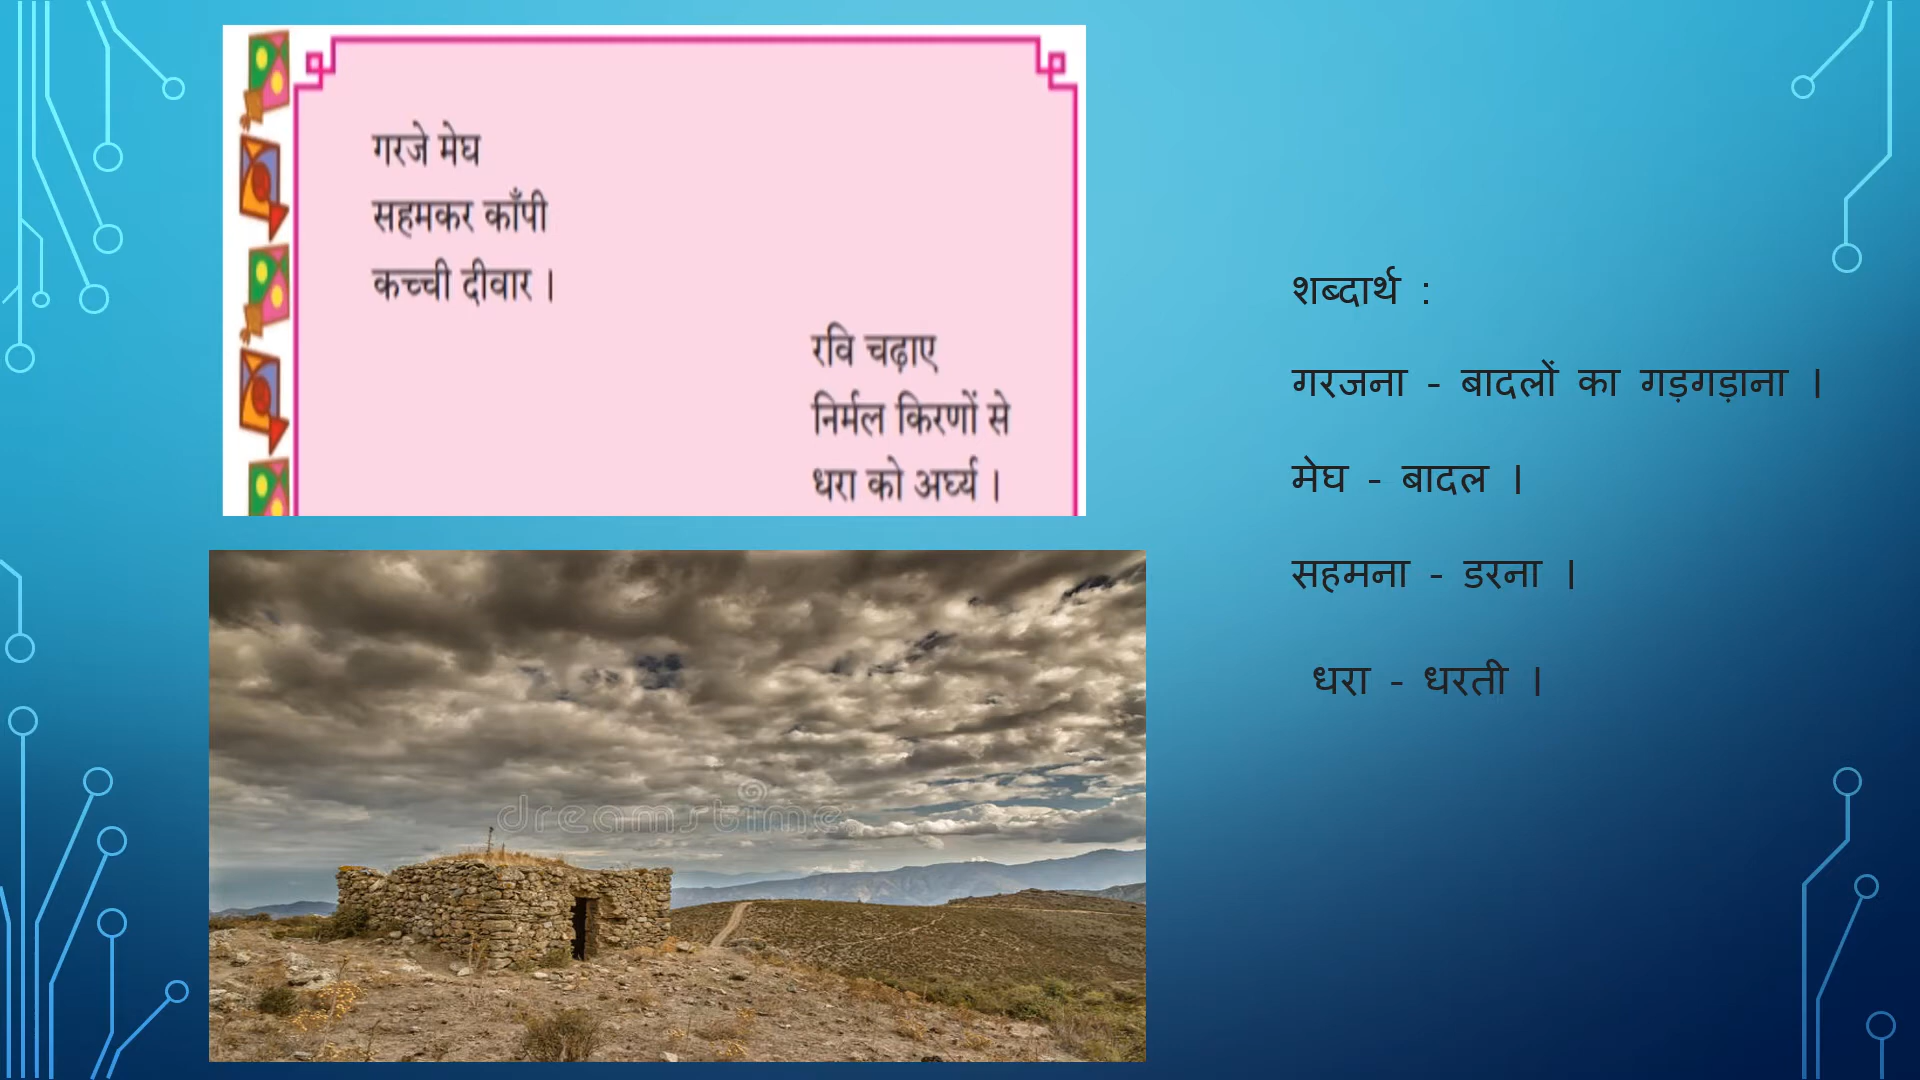 गरजे मेघ
सहमकर काँपी
कच्ची दीवार ।
रवि चढ़ाए
निर्मल किरणों से
धरा को अर्घ्य ।
शब्दार्थ :
गरजना - बादलों का गड़गड़ाना ।
मेघ - बादल ।
सहमना - डरना ।
धरा - धरती ।
dreamstime